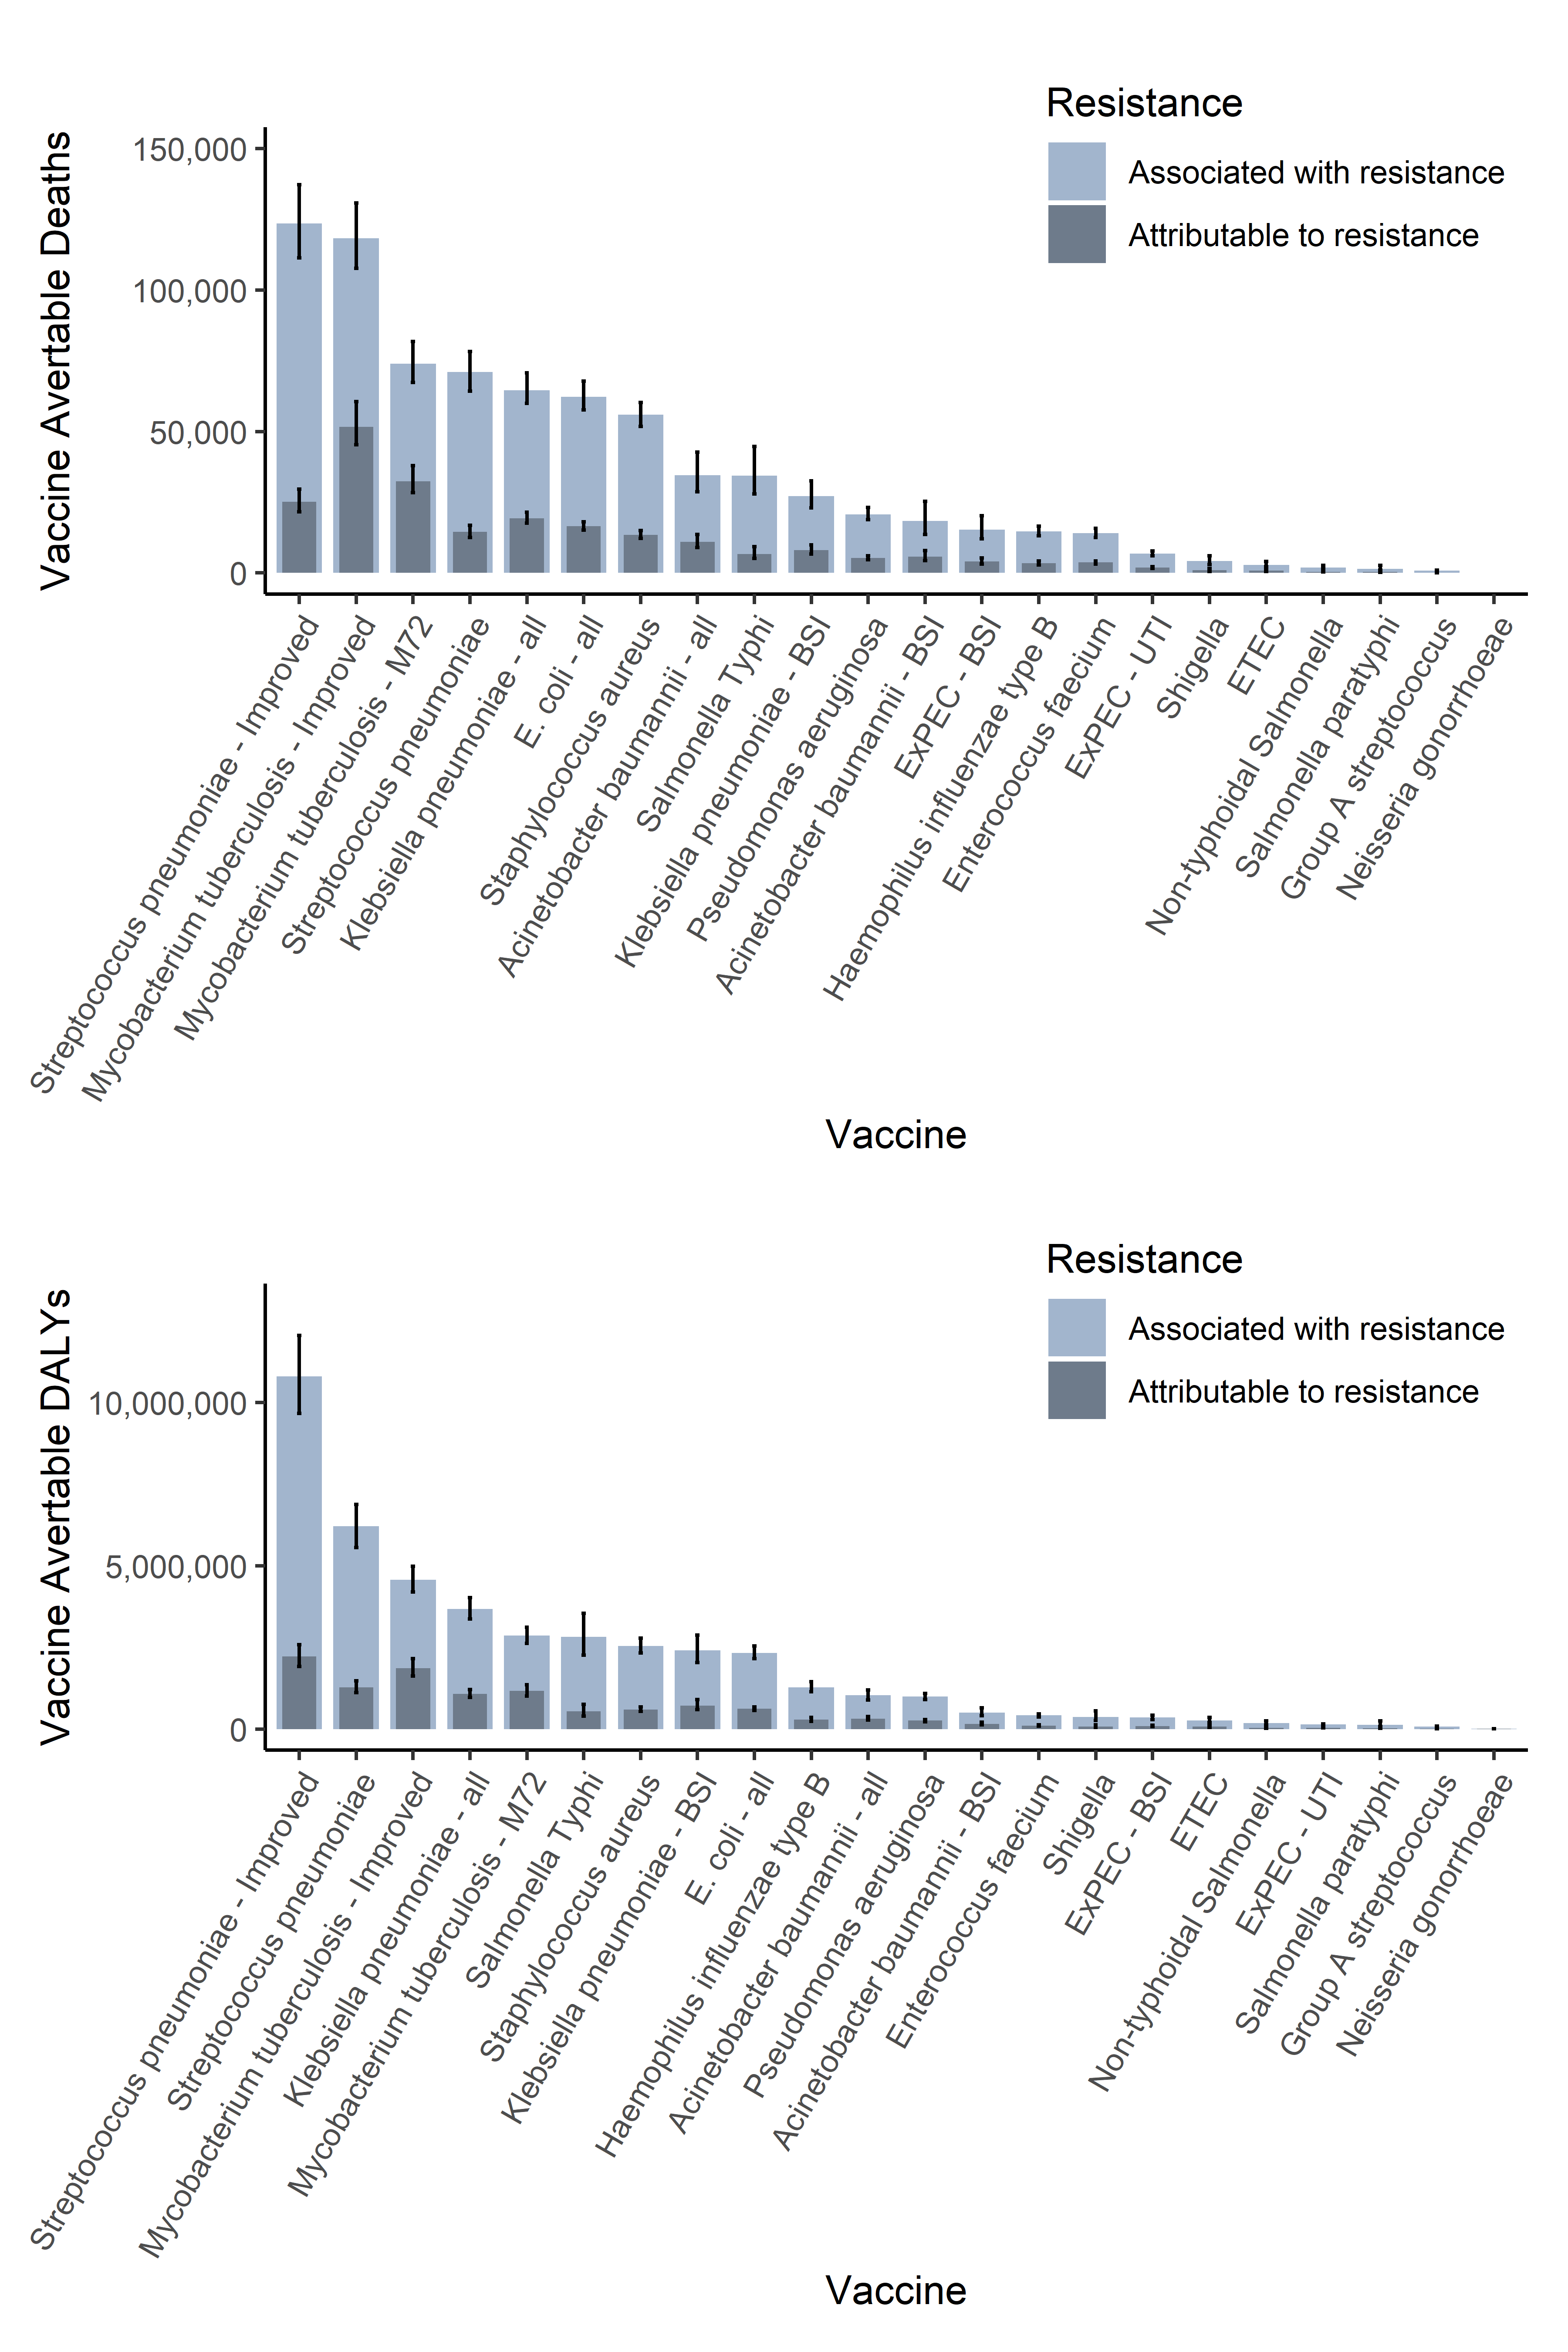 Resistance
Associated with resistance
Attributable to resistance
Vaccine Avertable Deaths
150,000
100,000
50,000
0
Streptococcus pneumoniae - Improved
Mycobacterium tuberculosis - Improved
Mycobacterium tuberculosis - M72
Streptococcus pneumoniae
Klebsiella pneumoniae - all
E. coli - all
Staphylococcus aureus
Acinetobacter baumannii - all
Salmonella Typhi
Klebsiella pneumoniae - BSI
Pseudomonas aeruginosa
Acinetobacter baumannii - BSI
ExPEC - BSI
Haemophilus influenzae type B
Enterococcus faecium
ExPEC - UTI
Shigella
ETEC
Non-typhoidal Salmonella
Salmonella paratyphi
Group A streptococcus
Neisseria gonorrhoeae
Vaccine
Resistance
Associated with resistance
Attributable to resistance
Vaccine Avertable DALYs
10,000,000
5,000,000
0
Streptococcus pneumoniae - Improved
Streptococcus pneumoniae
Mycobacterium tuberculosis - Improved
Klebsiella pneumoniae - all
Mycobacterium tuberculosis - M72
Salmonella Typhi
Staphylococcus aureus
Klebsiella pneumoniae - BSI
E. coli - all
Haemophilus influenzae type B
Acinetobacter baumannii - all
Pseudomonas aeruginosa
Acinetobacter baumannii - BSI
Enterococcus faecium
Shigella
ExPEC - BSI
ETEC
Non-typhoidal Salmonella
ExPEC - UTI
Salmonella paratyphi
Group A streptococcus
Neisseria gonorrhoeae
Vaccine